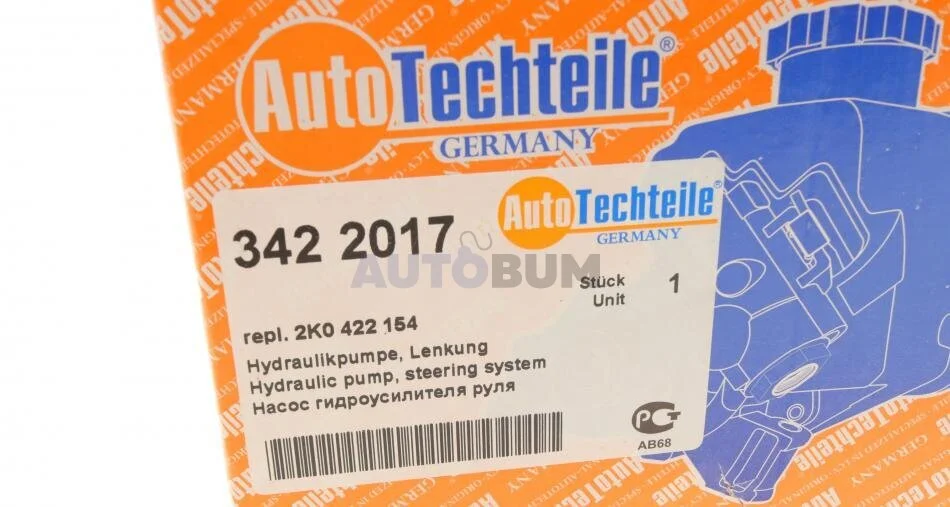 AutoTechteile®
GERMANY
AutoTechteile®
GERMANY
342 2017
AUTOBUM
Stück 1
Unit
repl. 2K0 422 154
Hydraulikpumpe, Lenkung
Hydraulic pump, steering system
Насос гидроусилителя руля
РСТ
AB68